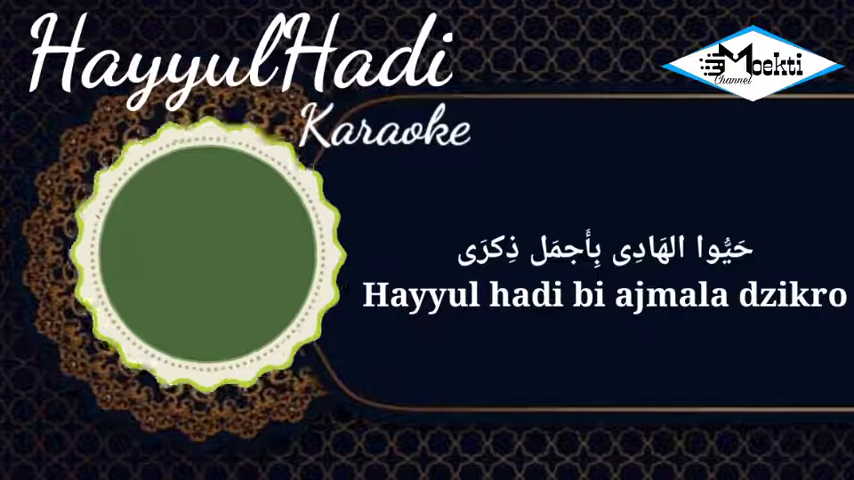 HayyulHadi
Karaoke
Moekti
Channel
حَيُّوا الهَادِى بِأَجمَل ذِكرَى
Hayyul hadi bi ajmala dzikro